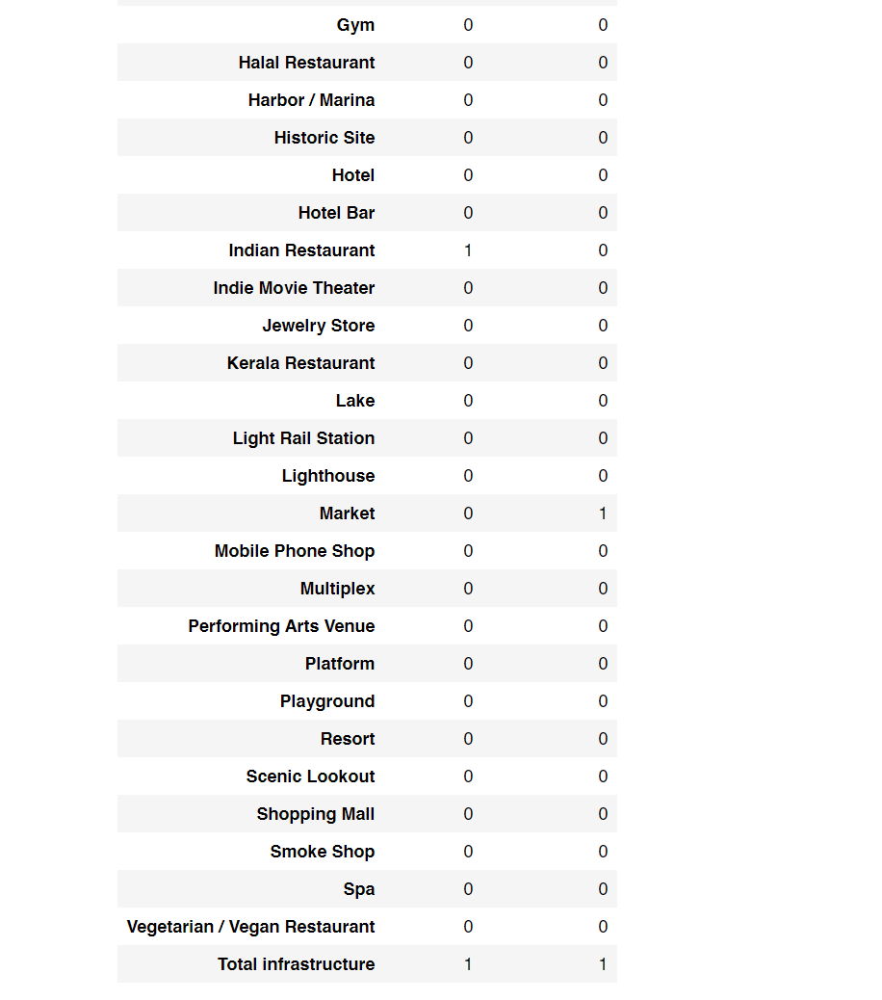 Gym 0 0
Halal Restaurant 0 0
Harbor / Marina 0 0
Historic Site 0 0
Hotel 0 0
Hotel Bar 0 0
Indian Restaurant 1 0
Indie Movie Theater 0 0
Jewelry Store 0 0
Kerala Restaurant 0 0
Lake 0 0
Light Rail Station 0 0
Lighthouse 0 0
Market 0 1
Mobile Phone Shop 0 0
Multiplex 0 0
Performing Arts Venue 0 0
Platform 0 0
Playground 0 0
Resort 0 0
Scenic Lookout 0 0
Shopping Mall 0 0
Smoke Shop 0 0
Spa 0 0
Vegetarian / Vegan Restaurant 0 0
Total infrastructure 1 1